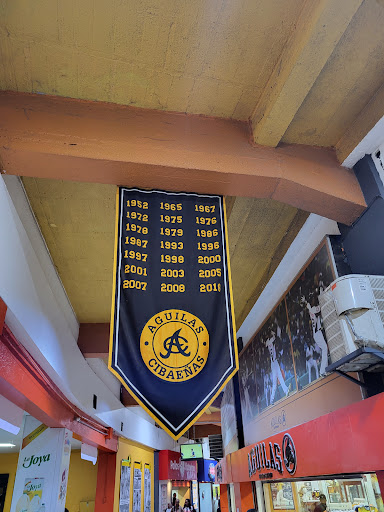 1952 1965 1967
1972 1975 1976
1978 1979 1986
1987 1993 1996
1997 1998 2000
2001 2003 2005
2007 2008 2018
AGUILAS
CIBAEÑAS
La
Joya
AGUILAS